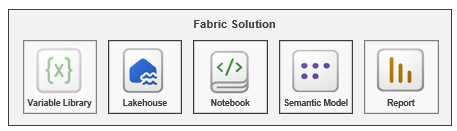 Fabric Solution
Variable Library
Lakehouse
Notebook
Semantic Model
Report